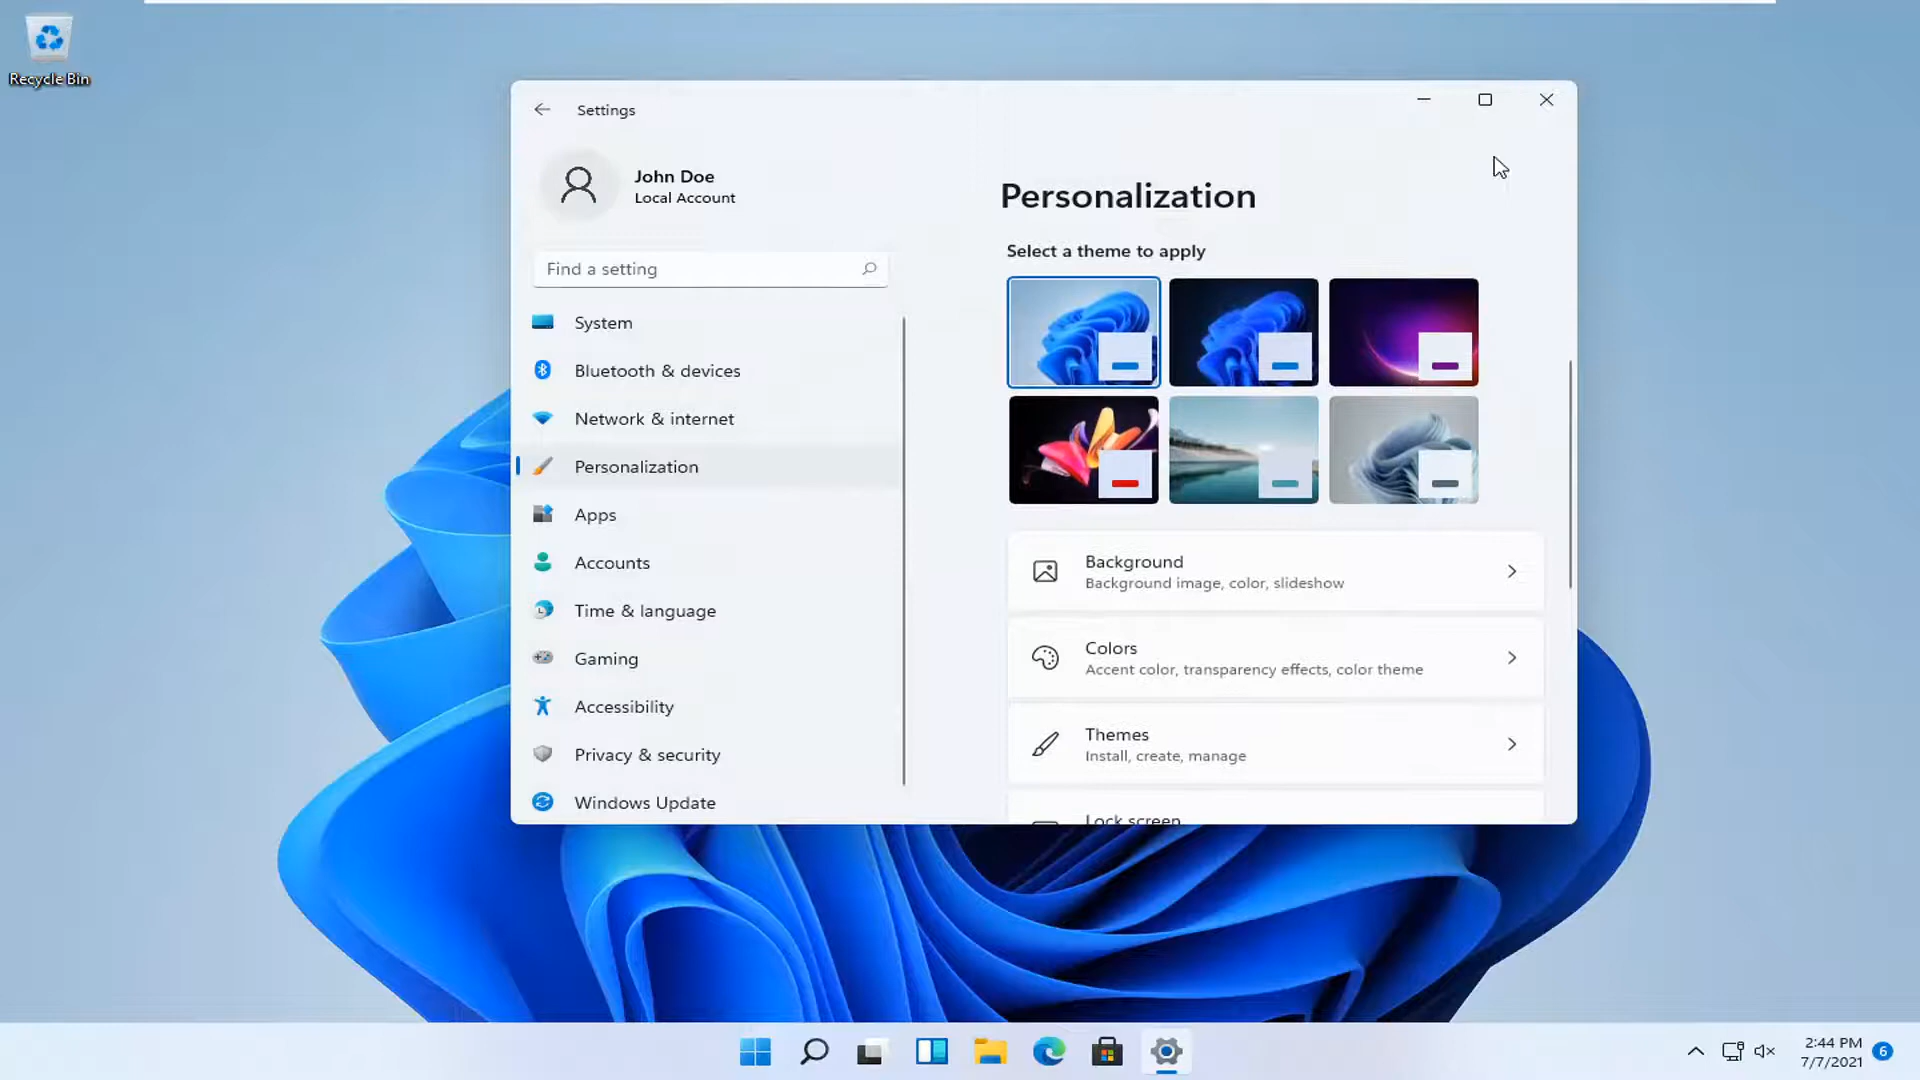 Recycle Bin
Settings
John Doe
Local Account
Find a setting
System
Bluetooth & devices
Network & internet
Personalization
Apps
Accounts
Time & language
Gaming
Accessibility
Privacy & security
Windows Update
Personalization
Select a theme to apply
Background
Background image, color, slideshow
Colors
Accent color, transparency effects, color theme
Themes
Install, create, manage
Lock screen
2:44 PM
7/7/2021
6